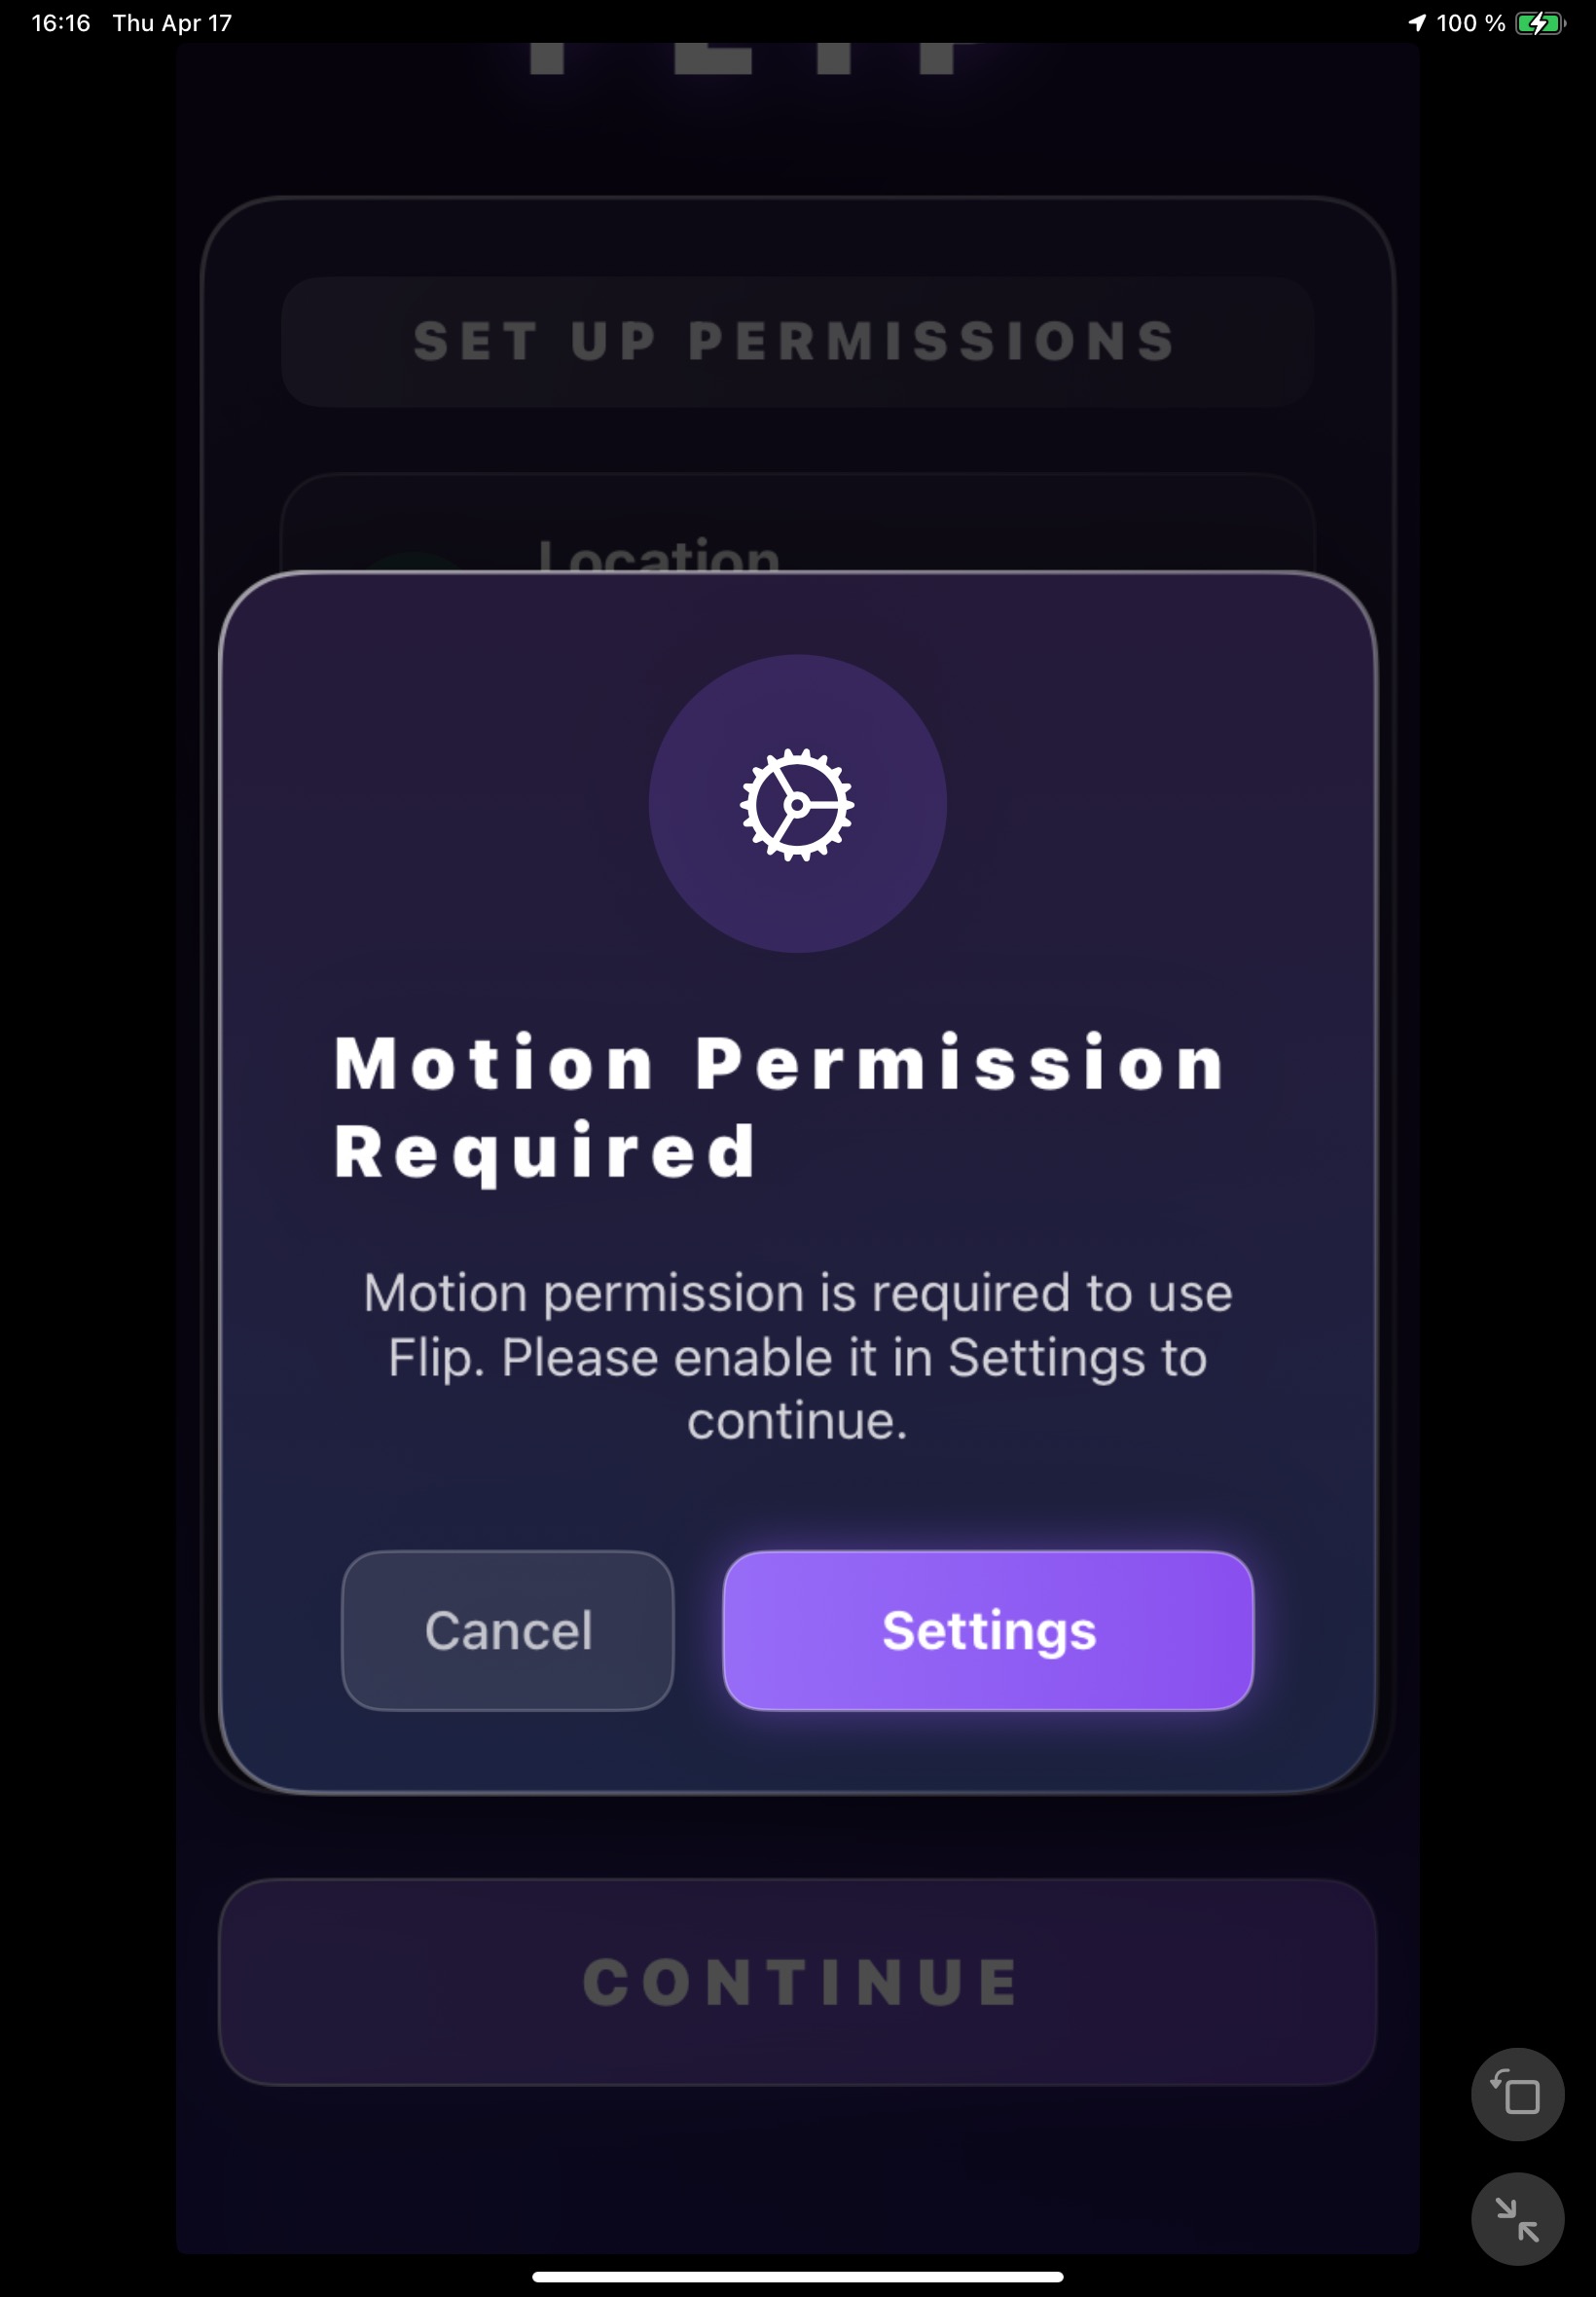 16:16 Thu Apr 17
100 %
SET UP PERMISSIONS
Location
Motion Permission
Required
Motion permission is required to use
Flip. Please enable it in Settings to
continue.
Cancel
Settings
CONTINUE